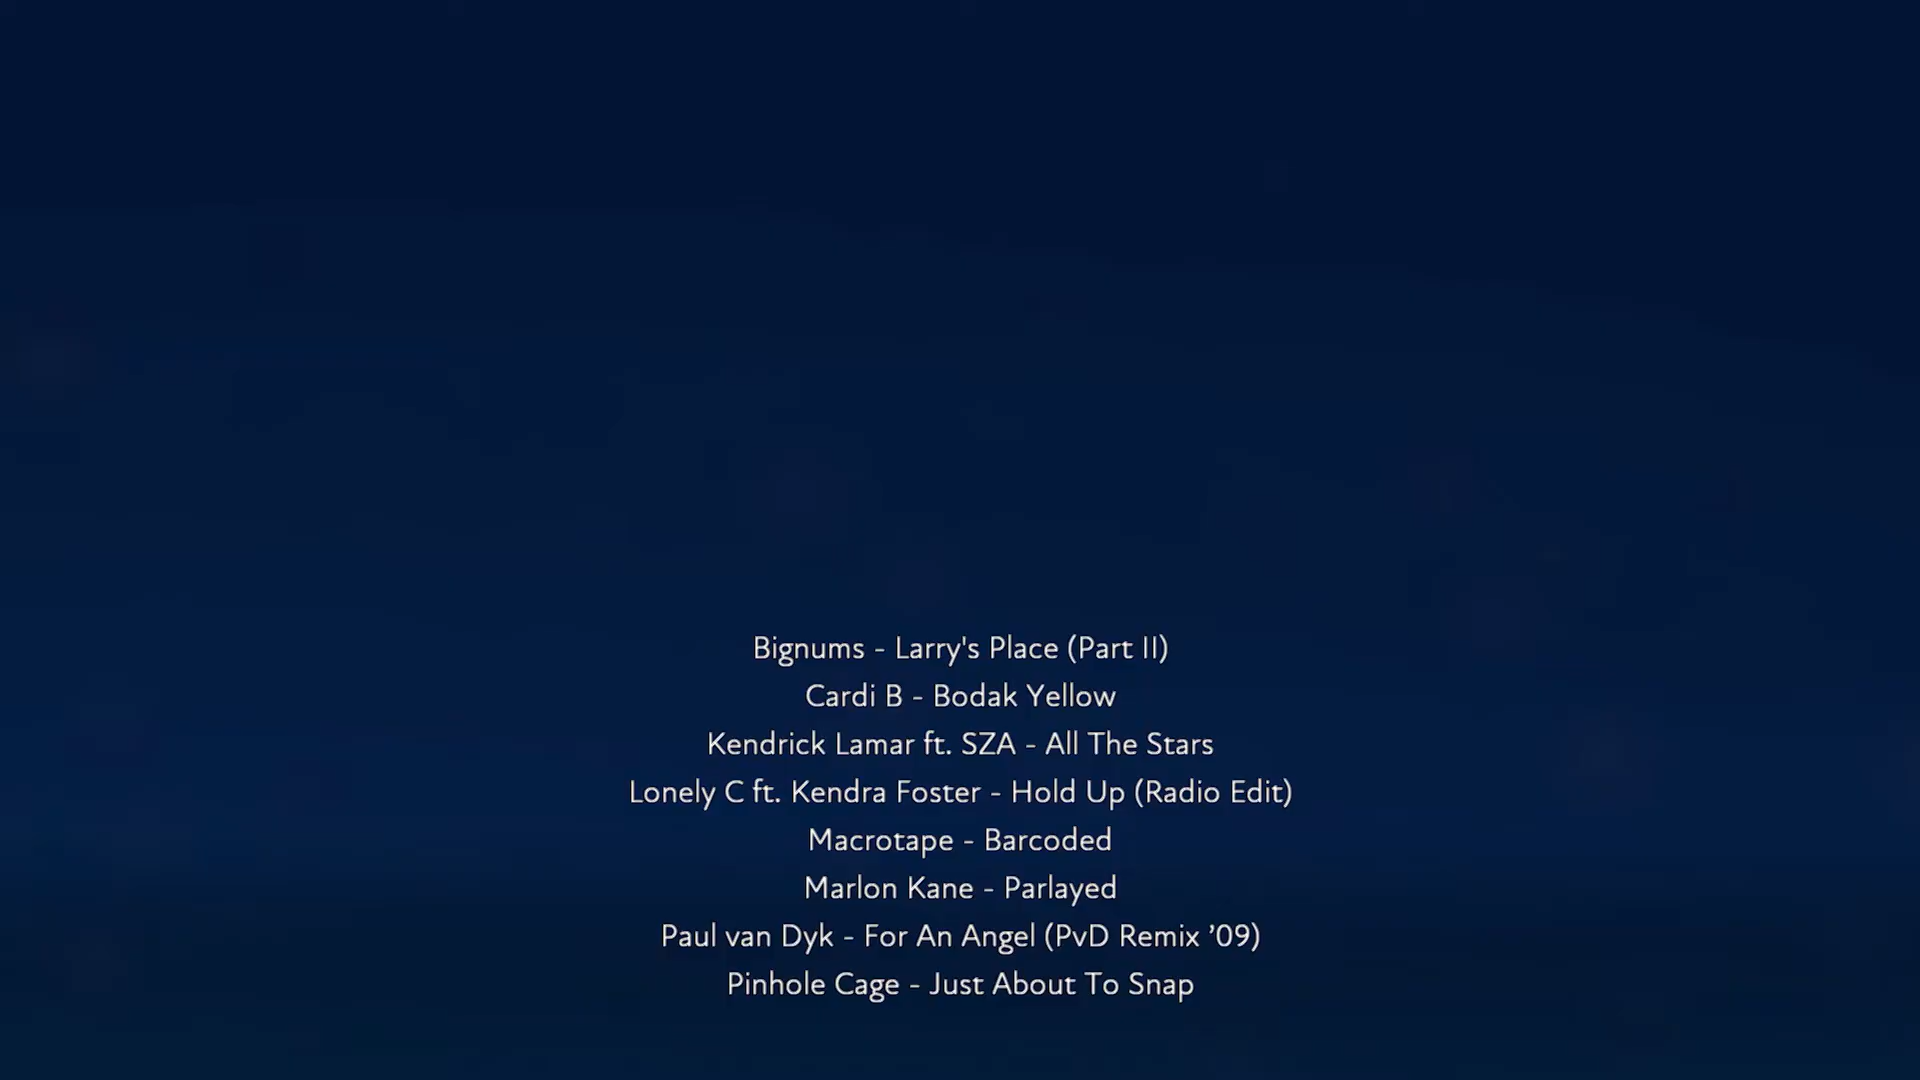 Bignums - Larry's Place (Part II)
Cardi B - Bodak Yellow
Kendrick Lamar ft. SZA - All The Stars
Lonely C ft. Kendra Foster - Hold Up (Radio Edit)
Macrotape - Barcoded
Marlon Kane - Parlayed
Paul van Dyk - For An Angel (PvD Remix ’09)
Pinhole Cage - Just About To Snap